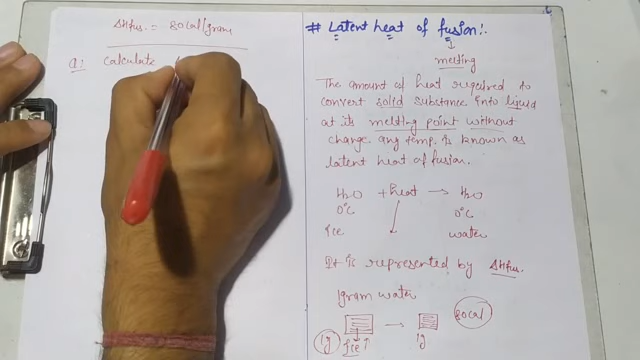 ΔHfus. = 80cal/gram
Q: Calculate
# Latent heat of fusion:.
melting
The amount of heat required to
convert solid substance into liquid
at its melting point without
change any temp. is known as
latent heat of fusion.
H₂O + heat → H₂O
0°C 0°C
Ice water
It is represented by ΔHfus.
1gram water
80cal
1g Ice → 1g